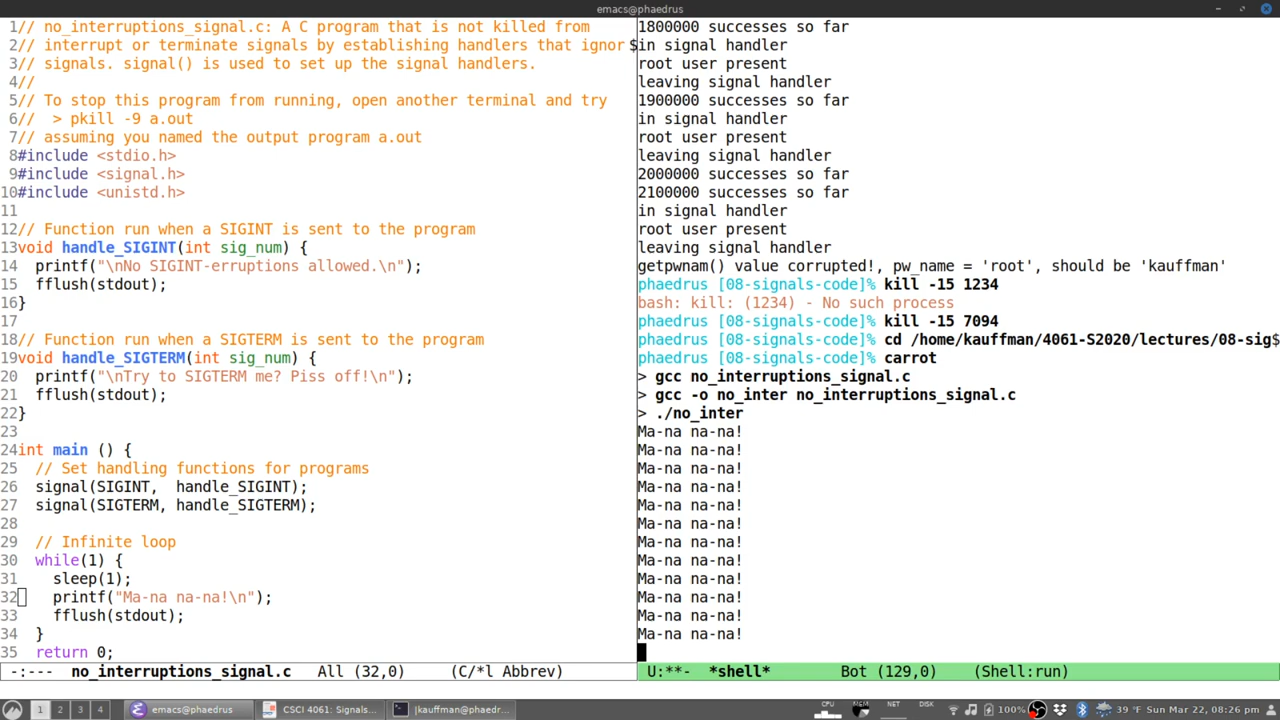 emacs@phaedrus
1// no_interruptions_signal.c: A C program that is not killed from
2// interrupt or terminate signals by establishing handlers that ignor$
3// signals. signal() is used to set up the signal handlers.
4//
5// To stop this program from running, open another terminal and try
6//  > pkill -9 a.out
7// assuming you named the output program a.out
8#include <stdio.h>
9#include <signal.h>
10#include <unistd.h>
11
12// Function run when a SIGINT is sent to the program
13void handle_SIGINT(int sig_num) {
14  printf("\nNo SIGINT-erruptions allowed.\n");
15  fflush(stdout);
16}
17
18// Function run when a SIGTERM is sent to the program
19void handle_SIGTERM(int sig_num) {
20  printf("\nTry to SIGTERM me? Piss off!\n");
21  fflush(stdout);
22}
23
24int main () {
25  // Set handling functions for programs
26  signal(SIGINT,  handle_SIGINT);
27  signal(SIGTERM, handle_SIGTERM);
28
29  // Infinite loop
30  while(1) {
31    sleep(1);
32    printf("Ma-na na-na!\n");
33    fflush(stdout);
34  }
35  return 0;
-:---  no_interruptions_signal.c   All (32,0)     (C/*l Abbrev)
1800000 successes so far
in signal handler
root user present
leaving signal handler
1900000 successes so far
in signal handler
root user present
leaving signal handler
2000000 successes so far
2100000 successes so far
in signal handler
root user present
leaving signal handler
getpwnam() value corrupted!, pw_name = 'root', should be 'kauffman'
phaedrus [08-signals-code]% kill -15 1234
bash: kill: (1234) - No such process
phaedrus [08-signals-code]% kill -15 7094
phaedrus [08-signals-code]% cd /home/kauffman/4061-S2020/lectures/08-sig$
phaedrus [08-signals-code]% carrot
> gcc no_interruptions_signal.c
> gcc -o no_inter no_interruptions_signal.c
> ./no_inter
Ma-na na-na!
Ma-na na-na!
Ma-na na-na!
Ma-na na-na!
Ma-na na-na!
Ma-na na-na!
Ma-na na-na!
Ma-na na-na!
Ma-na na-na!
Ma-na na-na!
Ma-na na-na!
Ma-na na-na!
U:**-  *shell*        Bot (129,0)    (Shell:run)
1 2 3 4 emacs@phaedrus CSCI 4061: Signals... |kauffman@phaedr... CPU MEM NET DISK 100% 39 °F Sun Mar 22, 08:26 pm